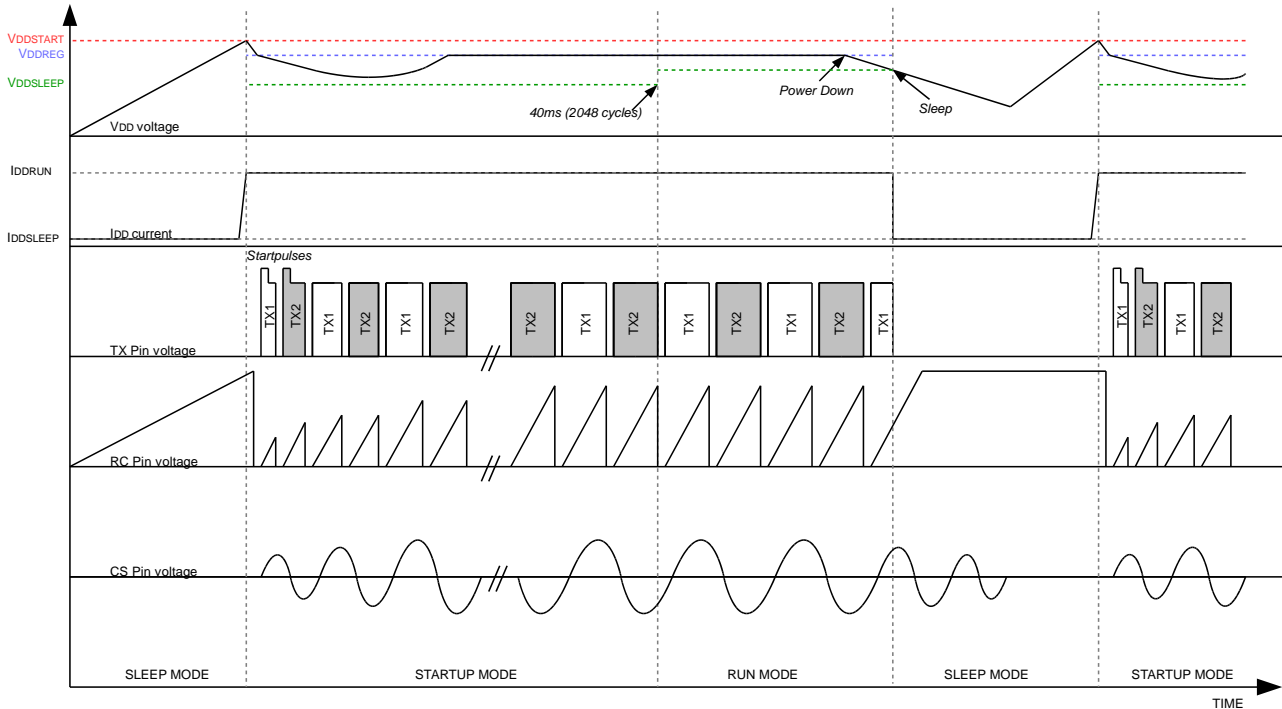 VDDSTART
VDDREG
VDDSLEEP
40ms (2048 cycles)
Power Down
Sleep
VDD voltage
IDDRUN
IDDSLEEP
IDD current
Startpulses
TX1
TX2
TX1
TX2
TX1
TX2
TX2
TX1
TX2
TX1
TX2
TX1
TX2
TX1
TX1
TX2
TX1
TX2
TX Pin voltage
RC Pin voltage
CS Pin voltage
SLEEP MODE
STARTUP MODE
RUN MODE
SLEEP MODE
STARTUP MODE
TIME